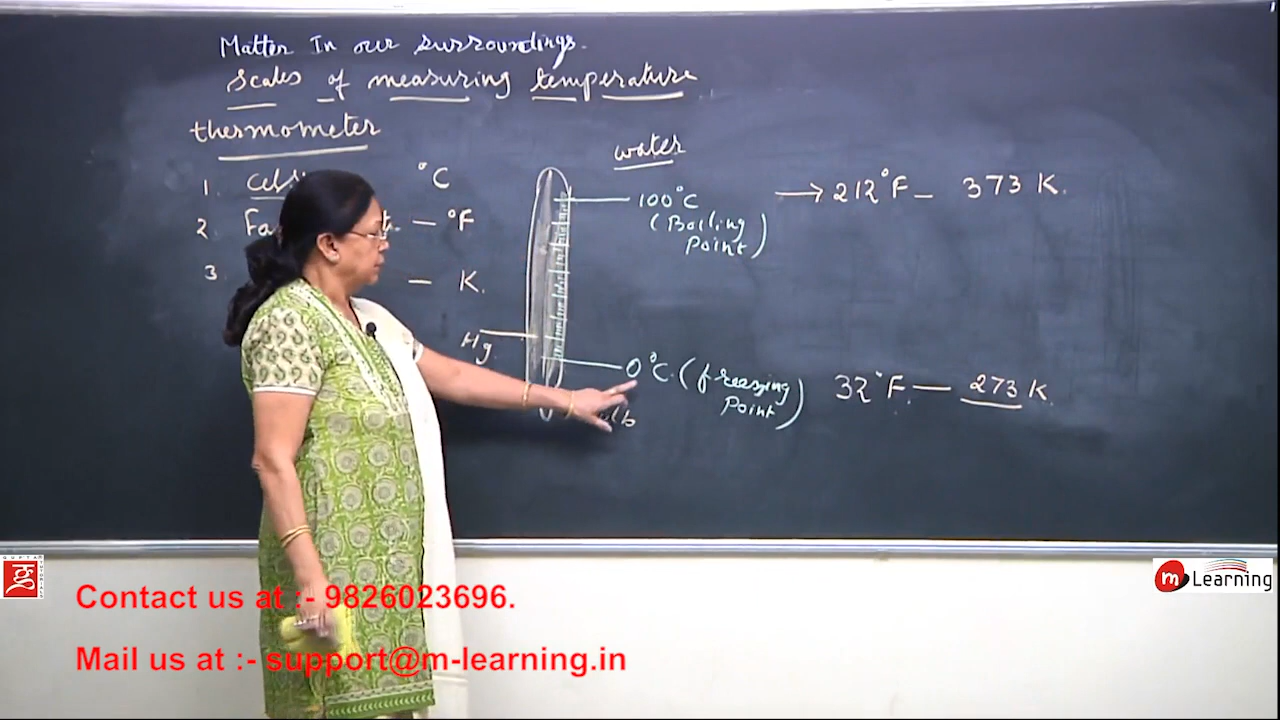 Matter In our surroundings.
Scales of measuring temperature
thermometer
water
1. °C
2. — °F
3. — K.
100°C → 212°F – 373 K.
(Boiling
Point)
Hg
0°C. (freezing 32°F. — 273 K.
Point)
Contact us at :- 9826023696.
Mail us at :- support@m-learning.in
m Learning